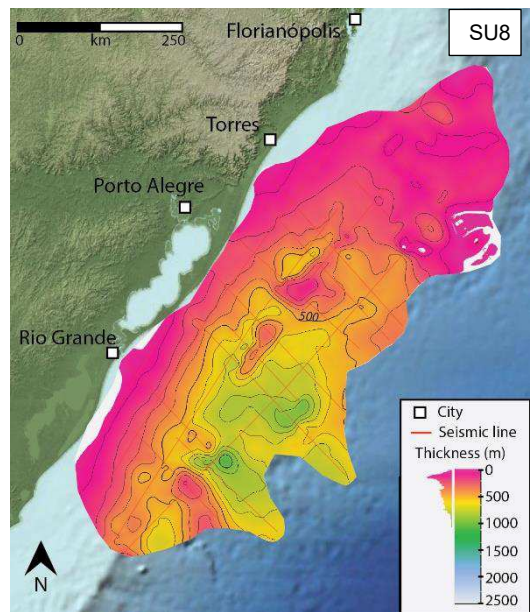 0 km 250
Florianópolis
SU8
Torres
Porto Alegre
500
Rio Grande
City
Seismic line
Thickness (m)
0
500
1000
1500
2000
2500
N